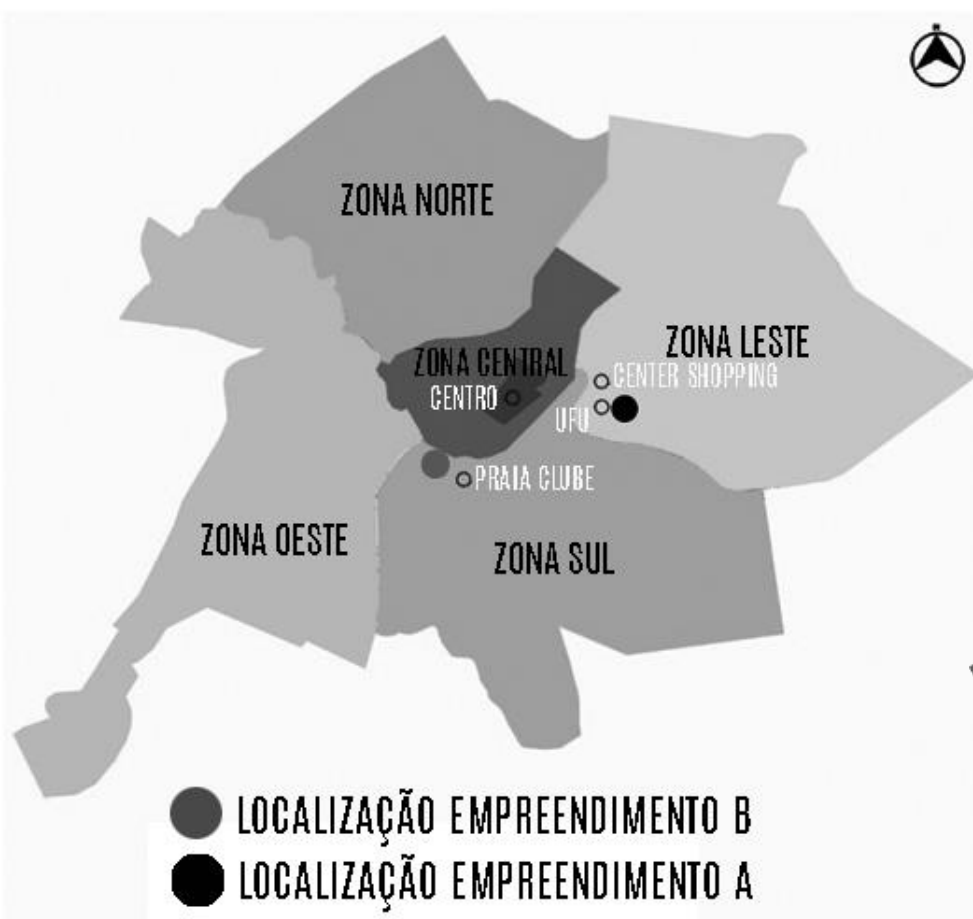 ZONA NORTE
ZONA LESTE
ZONA CENTRAL
CENTER SHOPPING
CENTRO
UFU
PRAIA CLUBE
ZONA OESTE
ZONA SUL
LOCALIZAÇÃO EMPREENDIMENTO B
LOCALIZAÇÃO EMPREENDIMENTO A